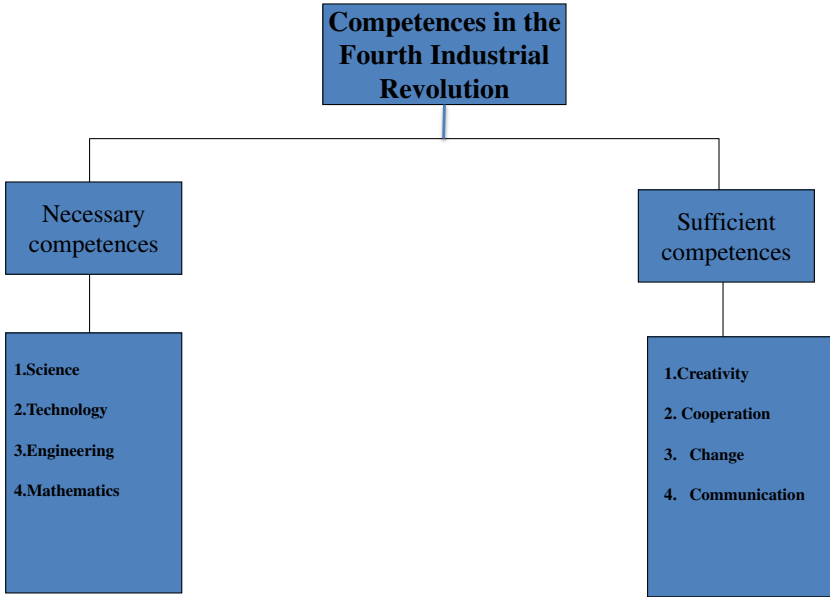 Competences in the
Fourth Industrial
Revolution
Necessary
competences
Sufficient
competences
1.Science
2.Technology
3.Engineering
4.Mathematics
1.Creativity
2. Cooperation
3. Change
4. Communication